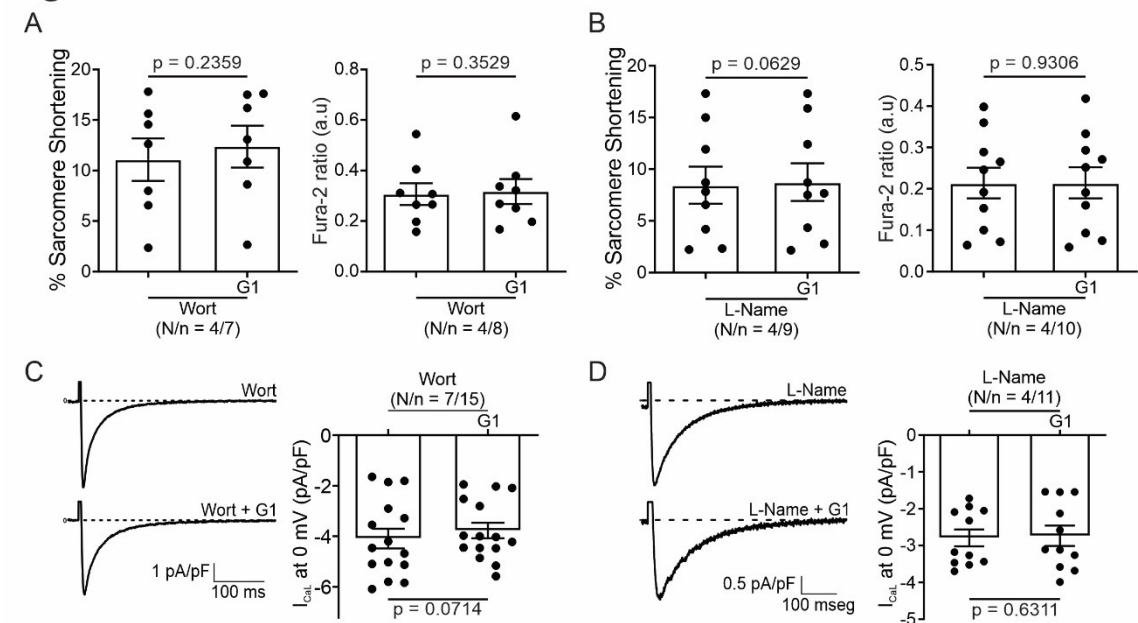 A
% Sarcomere Shortening
20
15
10
5
0
p = 0.2359
G1
Wort
(N/n = 4/7)
Fura-2 ratio (a.u)
0.8
0.6
0.4
0.2
0.0
p = 0.3529
G1
Wort
(N/n = 4/8)
B
% Sarcomere Shortening
20
15
10
5
0
p = 0.0629
G1
L-Name
(N/n = 4/9)
Fura-2 ratio (a.u)
0.5
0.4
0.3
0.2
0.1
0.0
p = 0.9306
G1
L-Name
(N/n = 4/10)
C
0
Wort
0
Wort + G1
1 pA/pF
100 ms
Wort
(N/n = 7/15)
G1
ICaL at 0 mV (pA/pF)
0
-2
-4
-6
p = 0.0714
D
0
L-Name
0
L-Name + G1
0.5 pA/pF
100 mseg
L-Name
(N/n = 4/11)
G1
ICaL at 0 mV (pA/pF)
0
-1
-2
-3
-4
-5
p = 0.6311